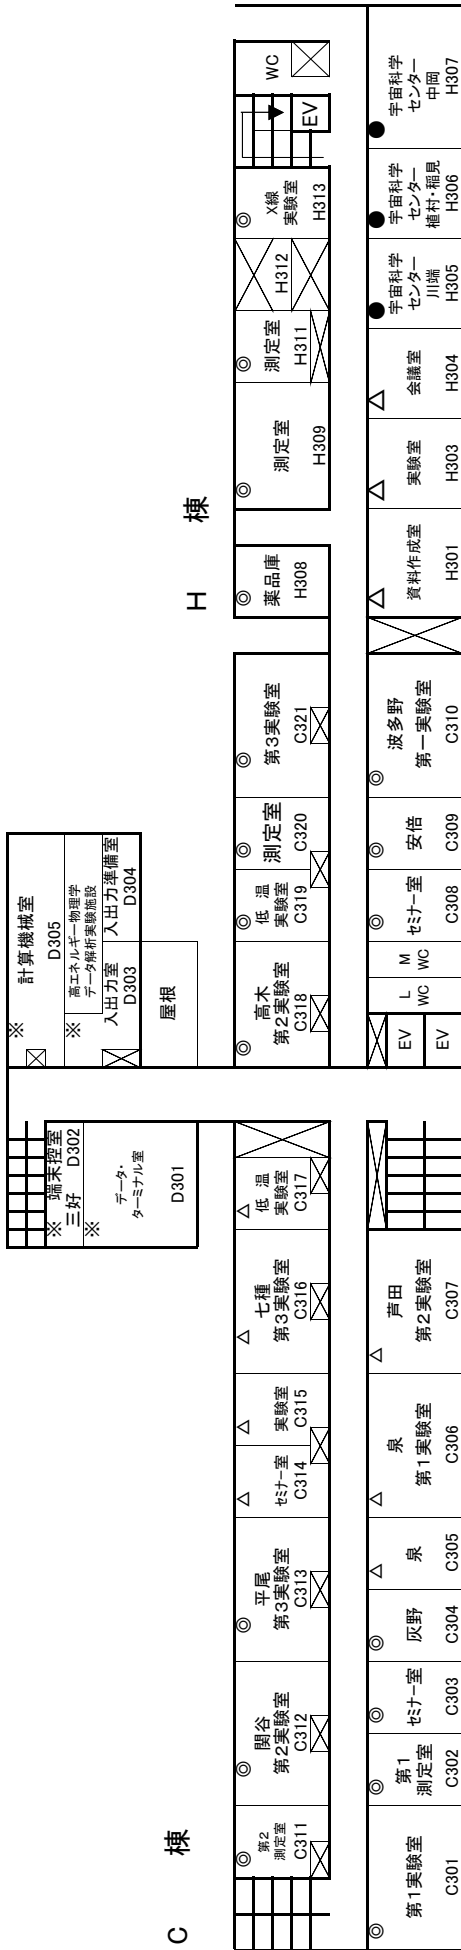 計算機械室
D305
※
高エネルギー物理学
データ解析実験施設
※
入出力室
D303
入出力準備室
D304
屋根
※
端末控室
三好 D302
※
データ・
ターミナル室
D301
C 棟
H 棟
◎
第2
測定室
C311
◎
関谷
第2実験室
C312
◎
平尾
第3実験室
C313
△
セミナー室
C314
△
実験室
C315
△
七種
第3実験室
C316
△
低 温
実験室
C317
◎
高木
第2実験室
C318
◎
低 温
実験室
C319
◎
測定室
C320
◎
第3実験室
C321
◎
薬品庫
H308
◎
測定室
H309
◎
測定室
H311
H312
◎
X線
実験室
H313
EV
WC
◎
第1実験室
C301
◎
第1
測定室
C302
◎
セミナー室
C303
◎
灰野
C304
△
泉
C305
△
泉
第1実験室
C306
△
芦田
第2実験室
C307
EV
EV
L
WC
M
WC
◎
セミナー室
C308
◎
安倍
C309
◎
波多野
第一実験室
C310
△
資料作成室
H301
△
実験室
H303
△
会議室
H304
●
宇宙科学
センター
川端
H305
●
宇宙科学
センター
植村・稲見
H306
●
宇宙科学
センター
中岡
H307